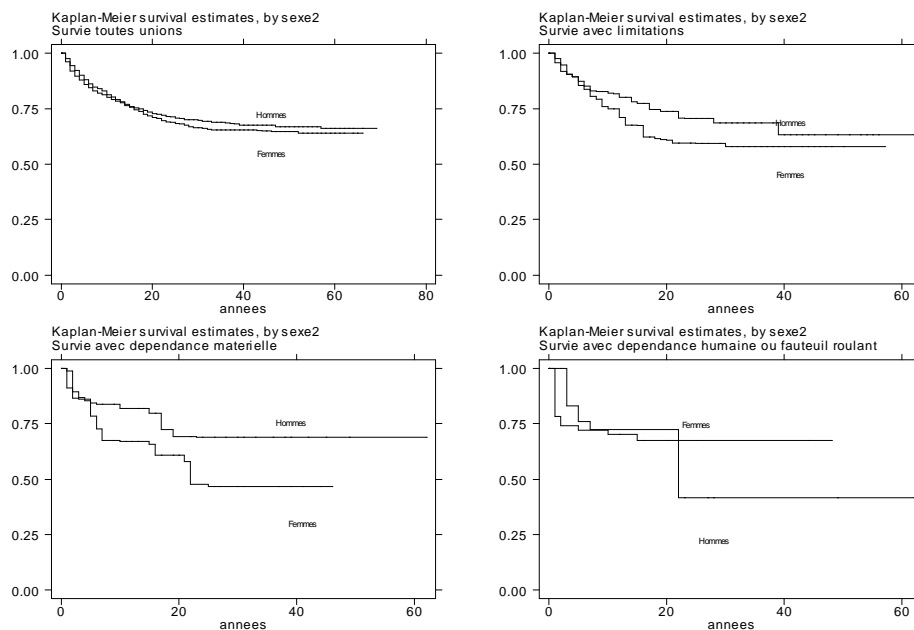 Kaplan-Meier survival estimates, by sexe2
Survie toutes unions
1.00
0.75
0.50
0.25
0.00
Hommes
Femmes
0 20 40 60 80
annees
Kaplan-Meier survival estimates, by sexe2
Survie avec limitations
1.00
0.75
0.50
0.25
0.00
Hommes
Femmes
0 20 40 60
annees
Kaplan-Meier survival estimates, by sexe2
Survie avec dependance materielle
1.00
0.75
0.50
0.25
0.00
Hommes
Femmes
0 20 40 60
annees
Kaplan-Meier survival estimates, by sexe2
Survie avec dependance humaine ou fauteuil roulant
1.00
0.75
0.50
0.25
0.00
Femmes
Hommes
0 20 40 60
annees